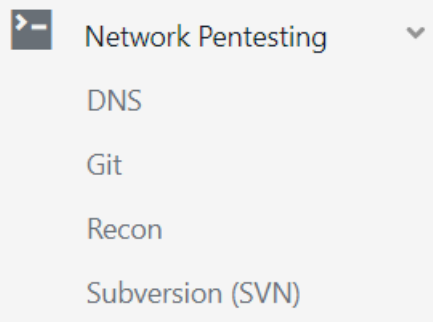 Network Pentesting
DNS
Git
Recon
Subversion (SVN)